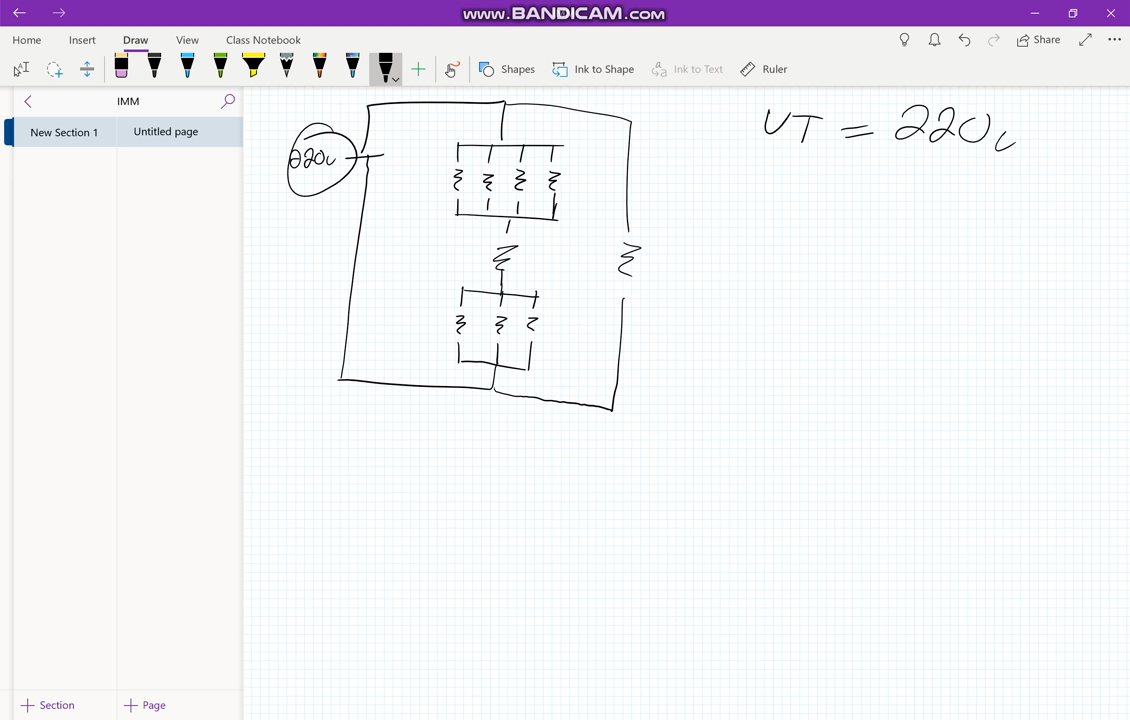 www.BANDICAM.com
Home Insert Draw View Class Notebook Share
Shapes Ink to Shape Ink to Text Ruler
IMM
New Section 1 Untitled page
220v
VT = 220v
+ Section + Page